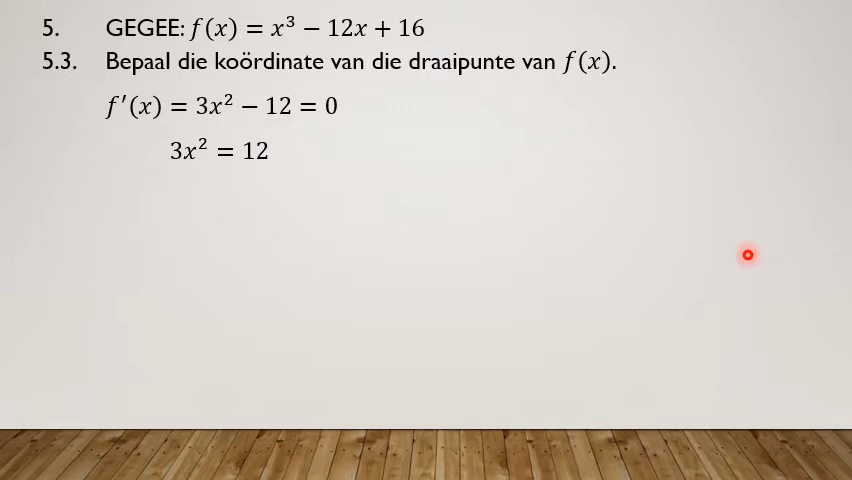 5. GEGEE: f(x) = x³ − 12x + 16
5.3. Bepaal die koördinate van die draaipunte van f(x).
f′(x) = 3x² − 12 = 0
3x² = 12